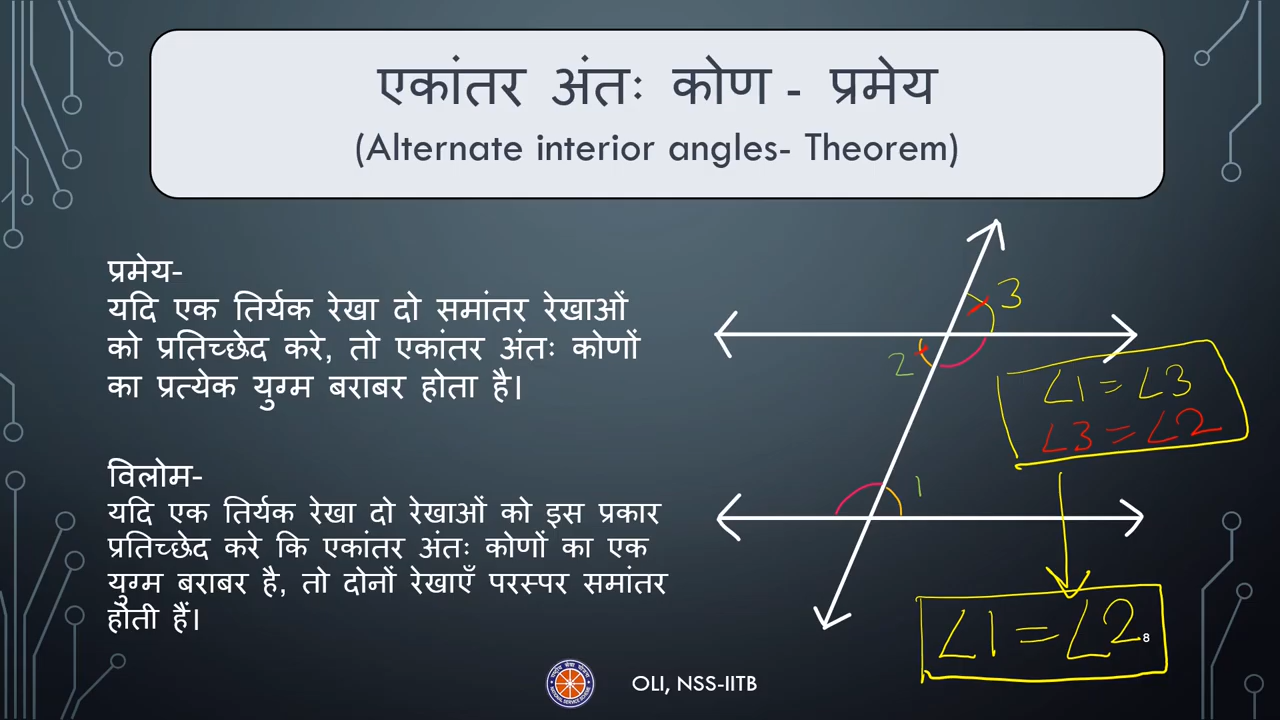 एकांतर अंतः कोण - प्रमेय
(Alternate interior angles- Theorem)
प्रमेय-
यदि एक तिर्यक रेखा दो समांतर रेखाओं
को प्रतिच्छेद करे, तो एकांतर अंतः कोणों
का प्रत्येक युग्म बराबर होता है।
विलोम-
यदि एक तिर्यक रेखा दो रेखाओं को इस प्रकार
प्रतिच्छेद करे कि एकांतर अंतः कोणों का एक
युग्म बराबर है, तो दोनों रेखाएँ परस्पर समांतर
होती हैं।
3
2
1
∠1 = ∠3
∠3 = ∠2
∠1 = ∠2
8
OLI, NSS-IITB